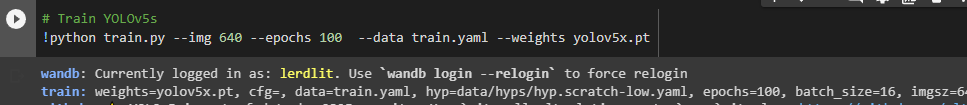 # Train YOLOv5s
!python train.py --img 640 --epochs 100 --data train.yaml --weights yolov5x.pt
wandb: Currently logged in as: lerdlit. Use `wandb login --relogin` to force relogin
train: weights=yolov5x.pt, cfg=, data=train.yaml, hyp=data/hyps/hyp.scratch-low.yaml, epochs=100, batch_size=16, imgsz=64